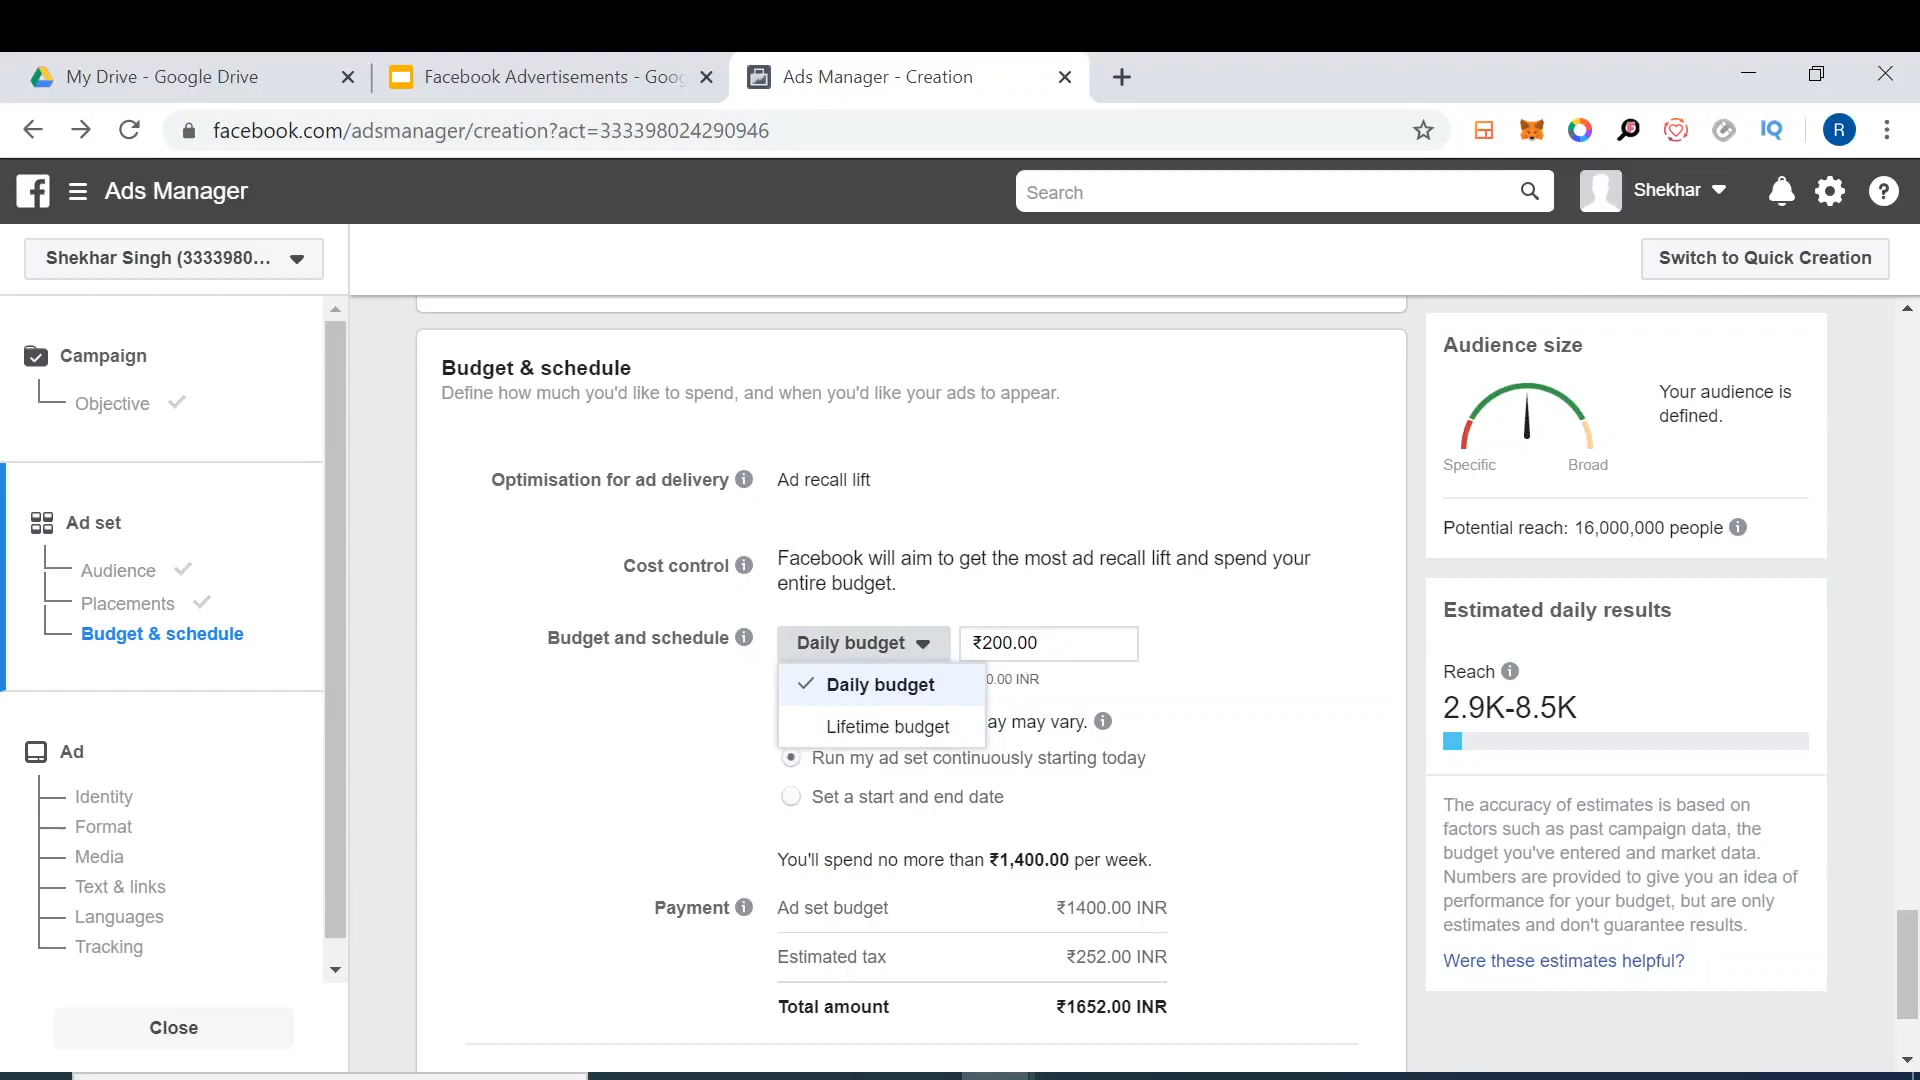 My Drive - Google Drive
Facebook Advertisements - Goog
Ads Manager - Creation
facebook.com/adsmanager/creation?act=333398024290946
IQ
R
Ads Manager
Search
Shekhar
Shekhar Singh (3333980...
Switch to Quick Creation
Campaign
Objective
Ad set
Audience
Placements
Budget & schedule
Ad
Identity
Format
Media
Text & links
Languages
Tracking
Close
Budget & schedule
Define how much you'd like to spend, and when you'd like your ads to appear.
Optimisation for ad delivery
Ad recall lift
Cost control
Facebook will aim to get the most ad recall lift and spend your
entire budget.
Budget and schedule
Daily budget
₹200.00
Daily budget
0.00 INR
Lifetime budget
ay may vary.
Run my ad set continuously starting today
Set a start and end date
You'll spend no more than ₹1,400.00 per week.
Payment
Ad set budget ₹1400.00 INR
Estimated tax ₹252.00 INR
Total amount ₹1652.00 INR
Audience size
Your audience is
defined.
Specific
Broad
Potential reach: 16,000,000 people
Estimated daily results
Reach
2.9K-8.5K
The accuracy of estimates is based on
factors such as past campaign data, the
budget you've entered and market data.
Numbers are provided to give you an idea of
performance for your budget, but are only
estimates and don't guarantee results.
Were these estimates helpful?